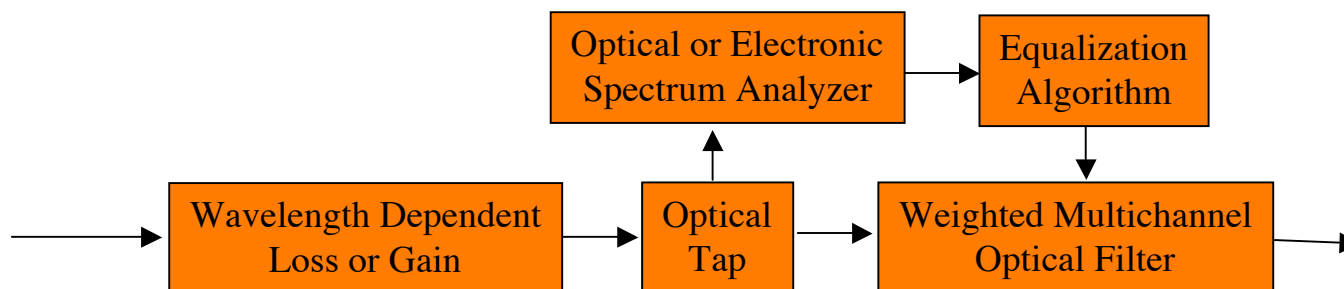 Optical or Electronic
Spectrum Analyzer
Equalization
Algorithm
Wavelength Dependent
Loss or Gain
Optical
Tap
Weighted Multichannel
Optical Filter